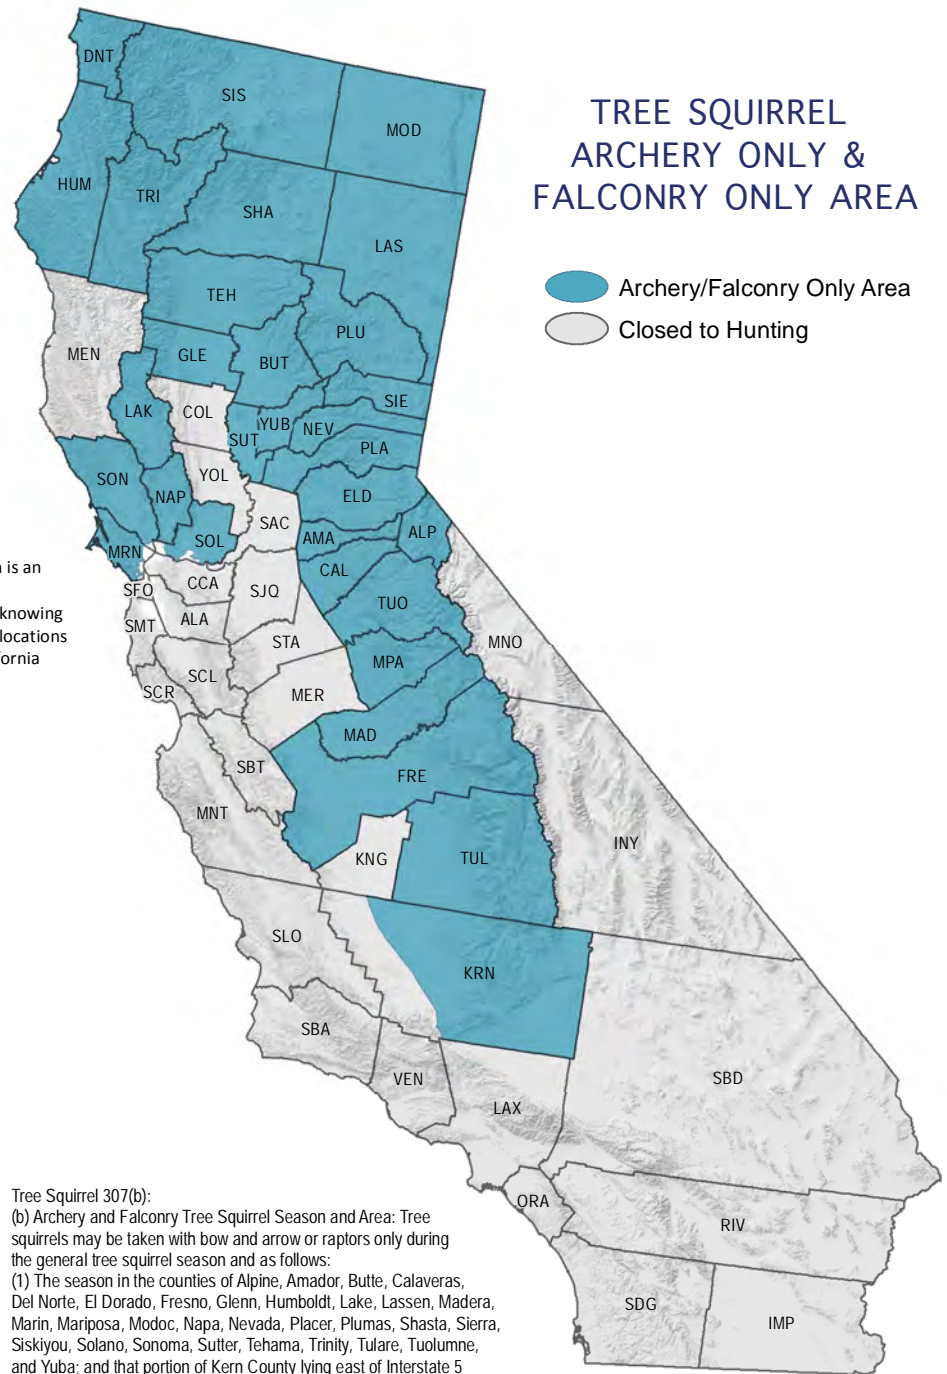 TREE SQUIRREL
ARCHERY ONLY &
FALCONRY ONLY AREA
Archery/Falconry Only Area
Closed to Hunting
DNT
SIS
MOD
HUM
TRI
SHA
LAS
TEH
PLU
MEN
GLE
BUT
LAK
COL
SIE
SUT
YUB
NEV
PLA
SON
NAP
YOL
ELD
SAC
SOL
AMA
ALP
MRN
is an
CAL
SFO
CCA
SJQ
TUO
knowing
SMT
ALA
locations
STA
MNO
fornia
MPA
SCL
SCR
MER
MAD
SBT
FRE
MNT
INY
KNG
TUL
SLO
KRN
SBA
VEN
SBD
LAX
ORA
RIV
SDG
IMP
Tree Squirrel 307(b):
(b) Archery and Falconry Tree Squirrel Season and Area: Tree
squirrels may be taken with bow and arrow or raptors only during
the general tree squirrel season and as follows:
(1) The season in the counties of Alpine, Amador, Butte, Calaveras,
Del Norte, El Dorado, Fresno, Glenn, Humboldt, Lake, Lassen, Madera,
Marin, Mariposa, Modoc, Napa, Nevada, Placer, Plumas, Shasta, Sierra,
Siskiyou, Solano, Sonoma, Sutter, Tehama, Trinity, Tulare, Tuolumne,
and Yuba; and that portion of Kern County lying east of Interstate 5